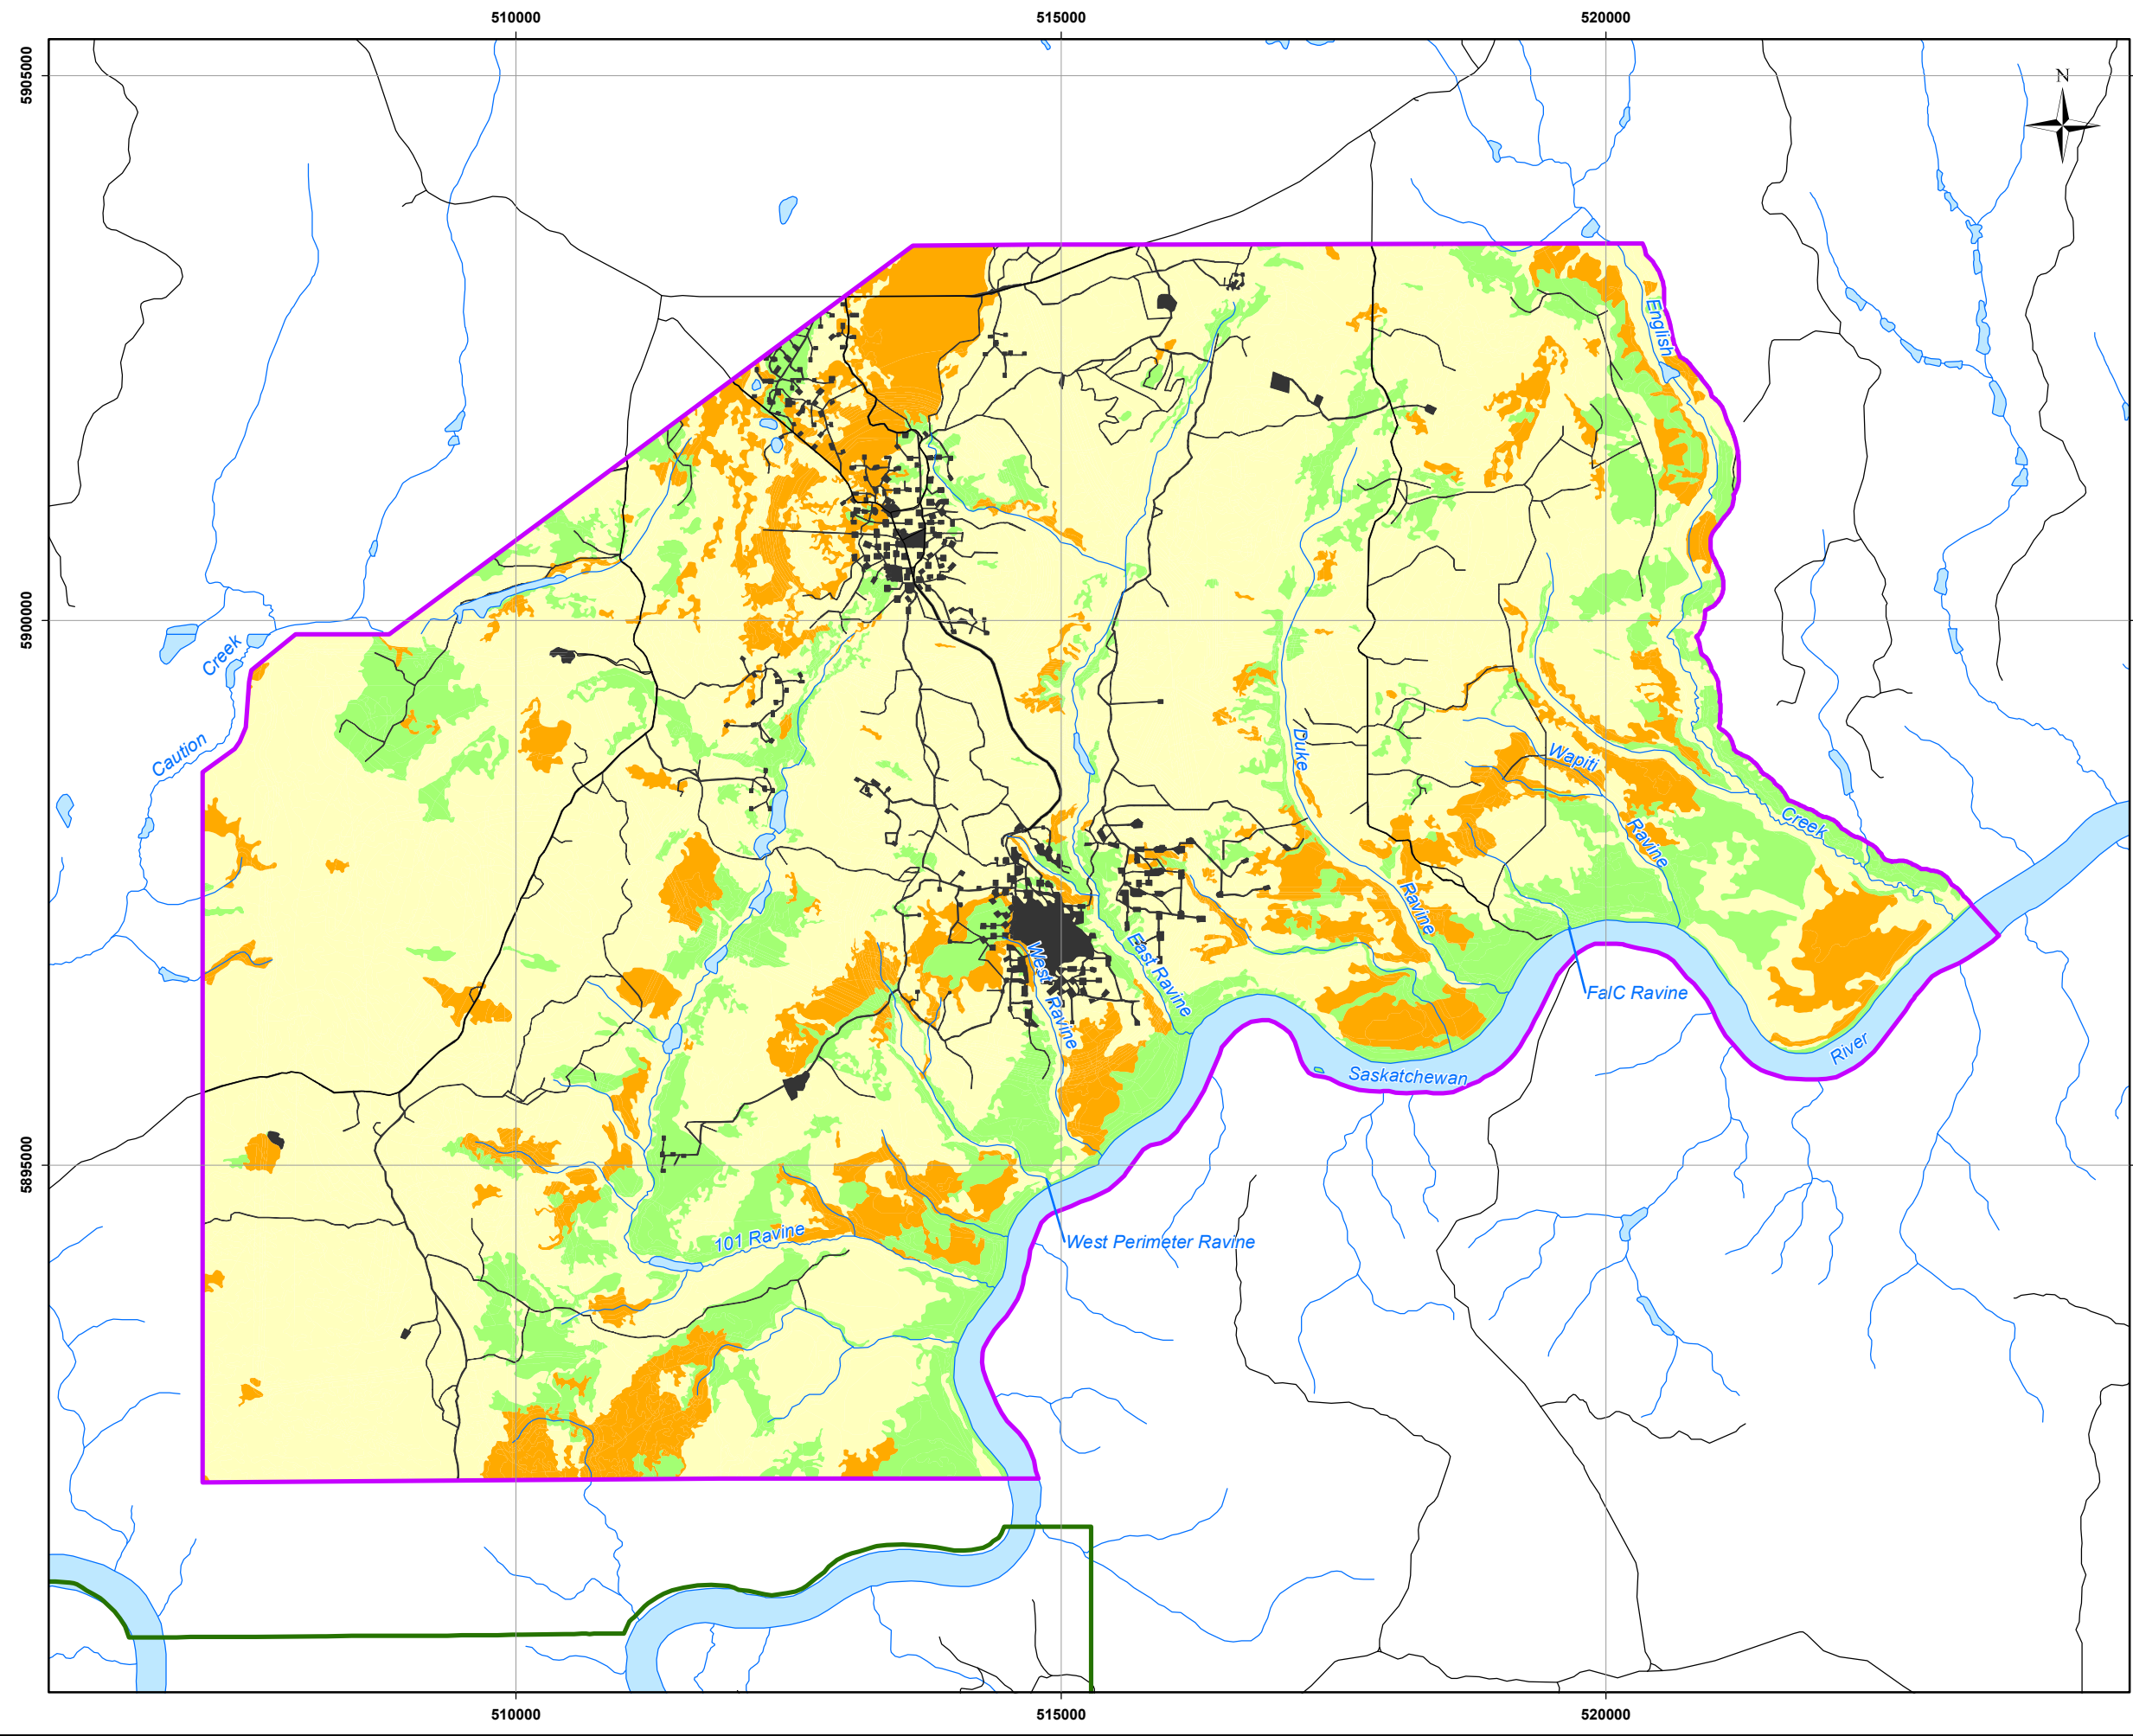 510000
515000
520000
5905000
N
English
5900000
Creek
Caution
Duke
Wapiti
Ravine
Creek
Ravine
East Ravine
West Ravine
FalC Ravine
River
Saskatchewan
5895000
101 Ravine
West Perimeter Ravine
510000
515000
520000